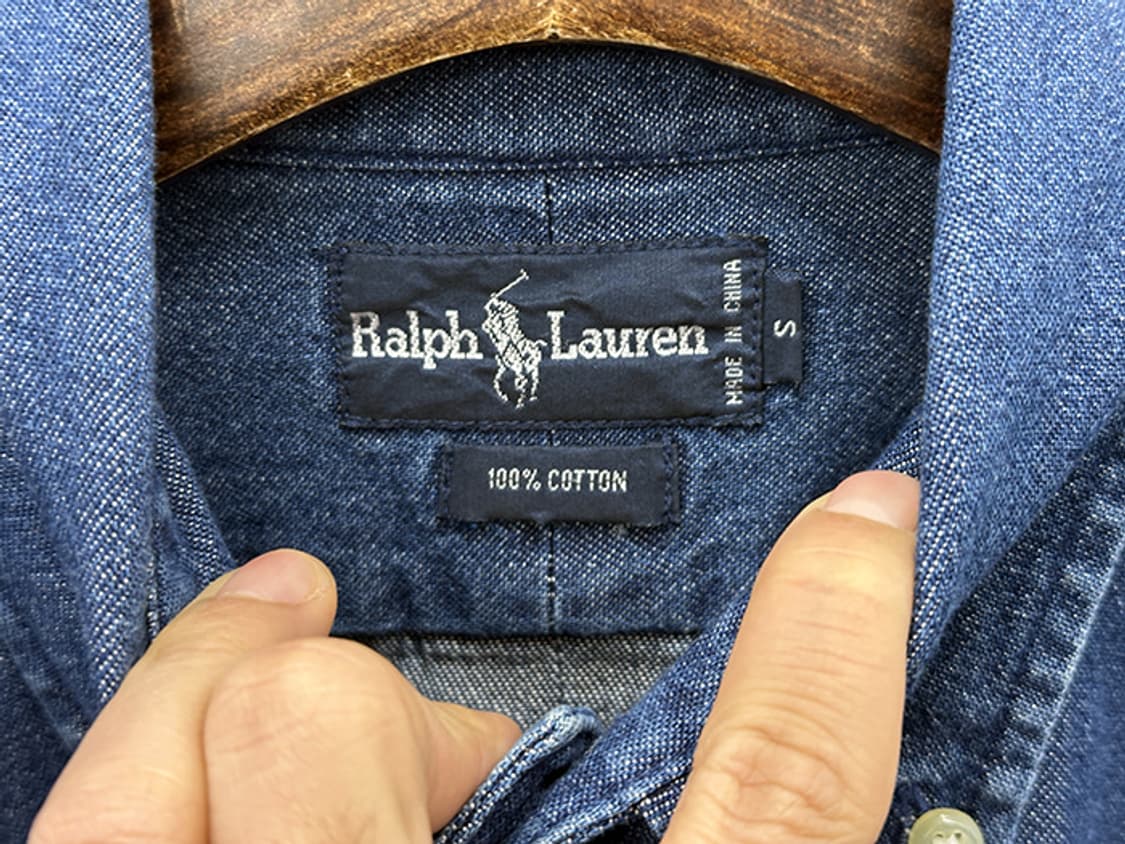 Ralph Lauren
MADE IN CHINA
S
100% COTTON